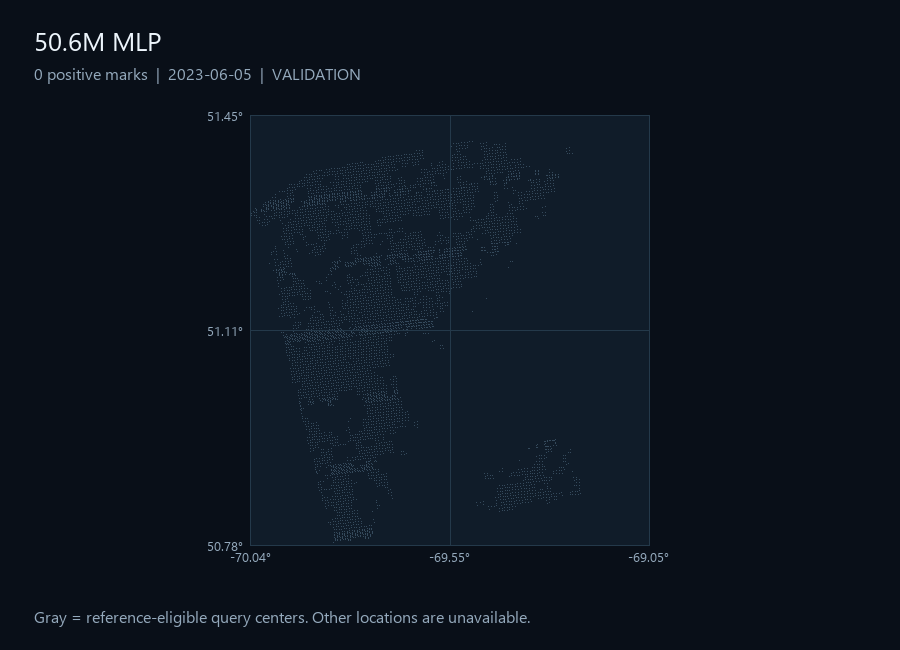 50.6M MLP
0 positive marks | 2023-06-05 | VALIDATION
51.45°
51.11°
50.78°
-70.04°
-69.55°
-69.05°
Gray = reference-eligible query centers. Other locations are unavailable.